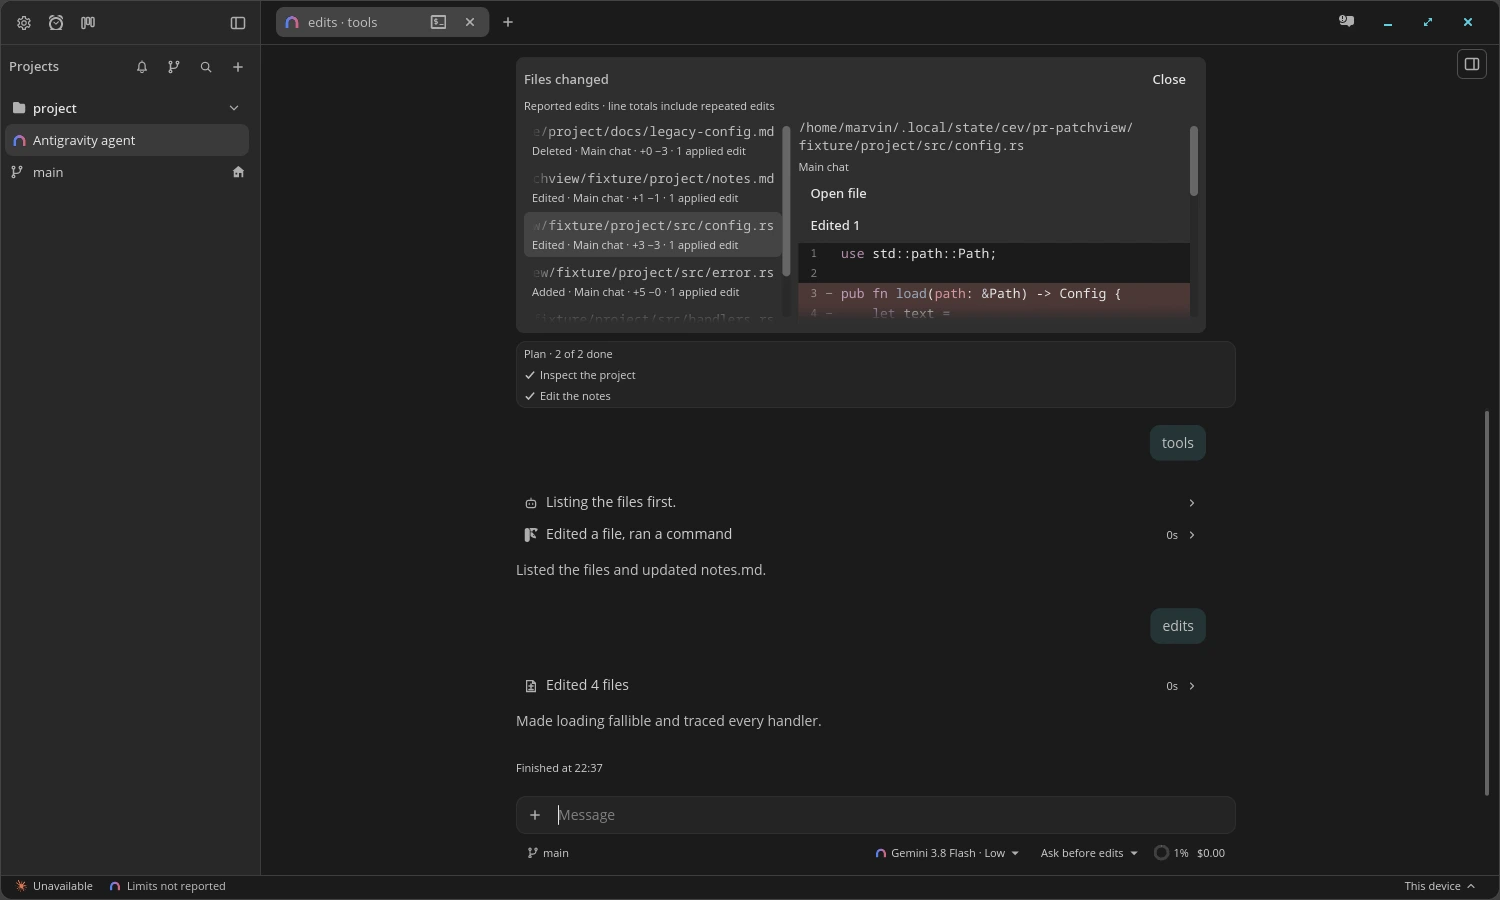 edits · tools
Projects
project
Antigravity agent
main
Files changed
Close
Reported edits · line totals include repeated edits
e/project/docs/legacy-config.md
Deleted · Main chat · +0 −3 · 1 applied edit
chview/fixture/project/notes.md
Edited · Main chat · +1 −1 · 1 applied edit
w/fixture/project/src/config.rs
Edited · Main chat · +3 −3 · 1 applied edit
ew/fixture/project/src/error.rs
Added · Main chat · +5 −0 · 1 applied edit
fixture/project/src/handlers.rs
/home/marvin/.local/state/cev/pr-patchview/
fixture/project/src/config.rs
Main chat
Open file
Edited 1
1 use std::path::Path;
2
3 − pub fn load(path: &Path) -> Config {
4 − let text =
Plan · 2 of 2 done
Inspect the project
Edit the notes
tools
Listing the files first.
Edited a file, ran a command 0s
Listed the files and updated notes.md.
edits
Edited 4 files 0s
Made loading fallible and traced every handler.
Finished at 22:37
Message
main
Gemini 3.8 Flash · Low
Ask before edits
1% $0.00
Unavailable
Limits not reported
This device